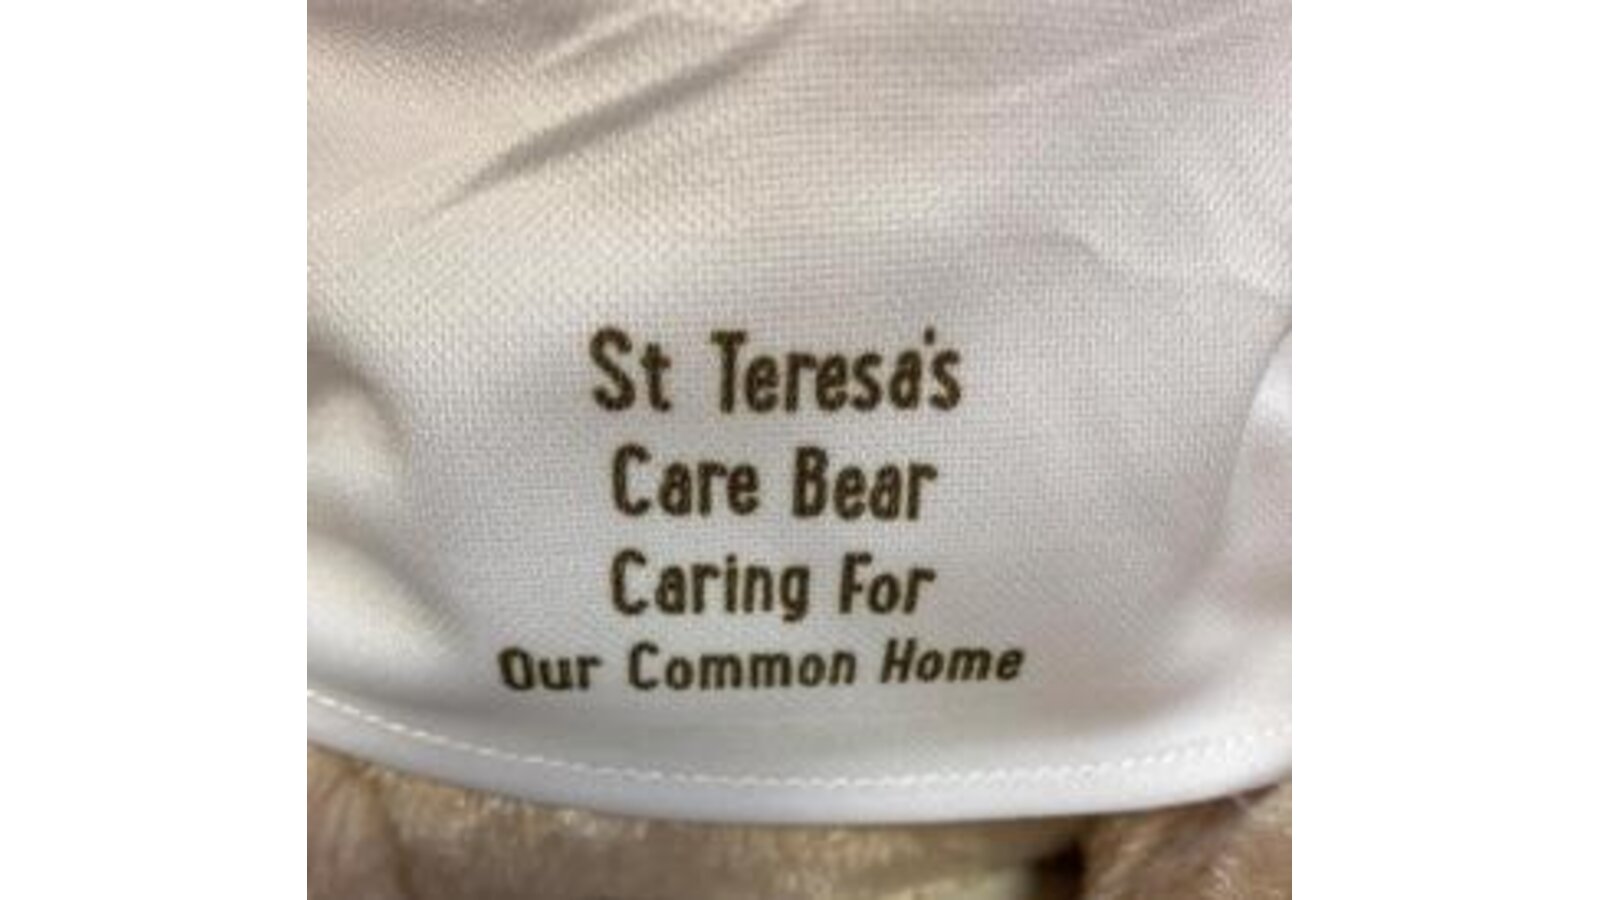 St Teresa's
Care Bear
Caring For
Our Common Home